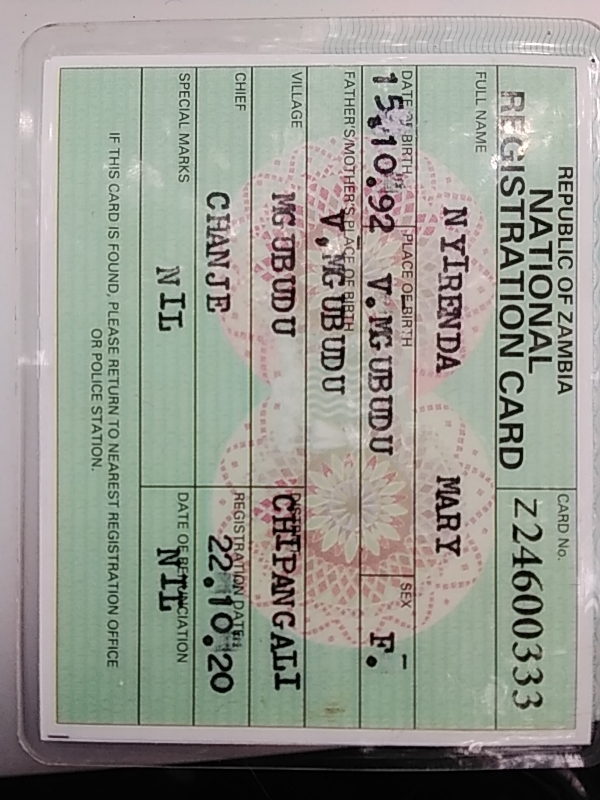 REPUBLIC OF ZAMBIA
NATIONAL
REGISTRATION CARD
CARD No.
Z24600333
FULL NAME
NYIRENDA MARY
DATE OF BIRTH PLACE OF BIRTH SEX
15.10.92 V.MGUBUDU F.
FATHER'S/MOTHER'S PLACE OF BIRTH
V,MGUBUDU
VILLAGE DISTRICT
MGUBUDU CHIPANGALI
CHIEF REGISTRATION DATE
CHANJE 22.10.20
SPECIAL MARKS DATE OF RENUNCIATION
NIL NIL
IF THIS CARD IS FOUND, PLEASE RETURN TO NEAREST REGISTRATION OFFICE
OR POLICE STATION.